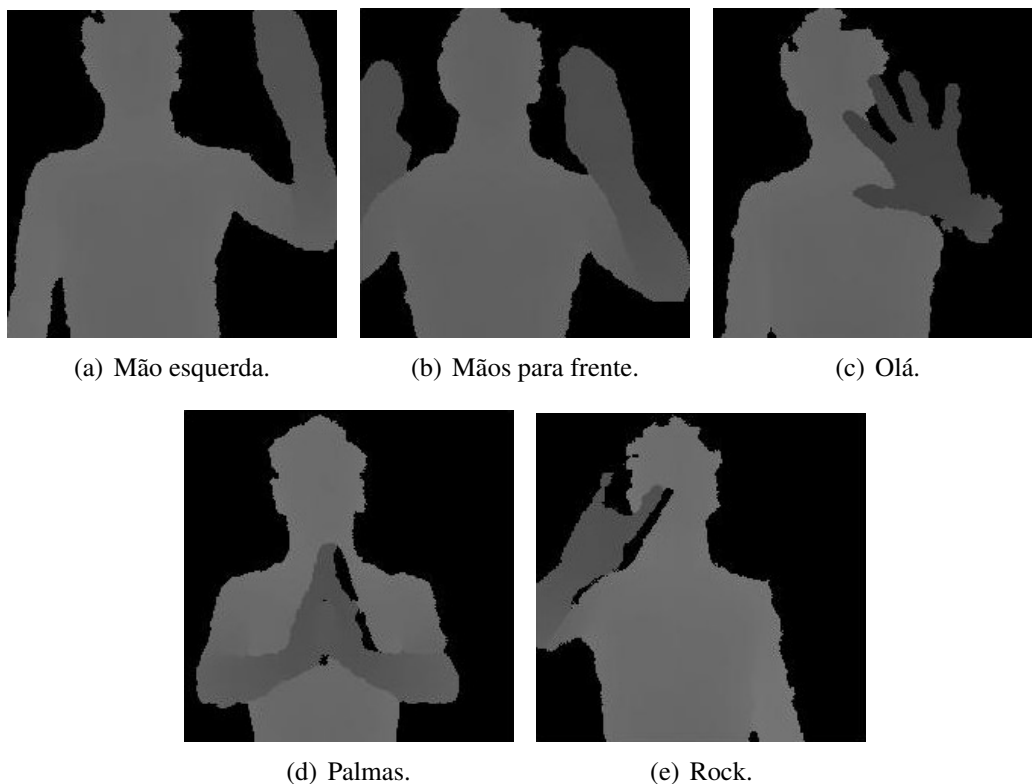 (a) Mão esquerda.
(b) Mãos para frente.
(c) Olá.
(d) Palmas.
(e) Rock.